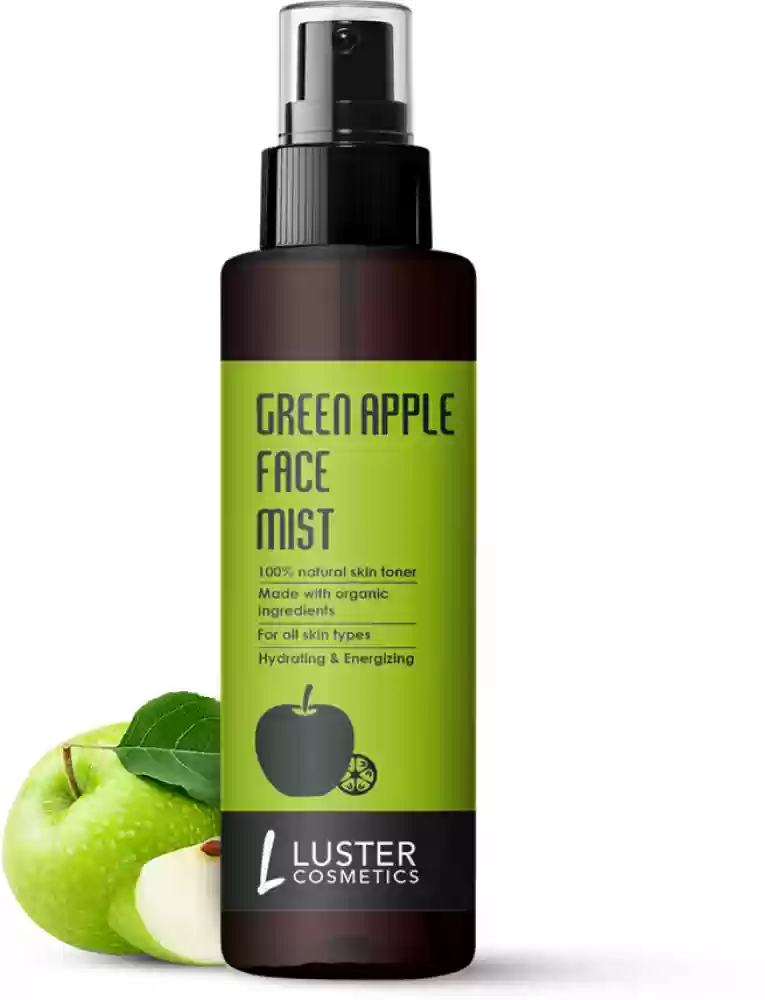 GREEN APPLE
FACE
MIST
100% natural skin toner
Made with organic
ingredients
For all skin types
Hydrating & Energizing
L LUSTER
COSMETICS